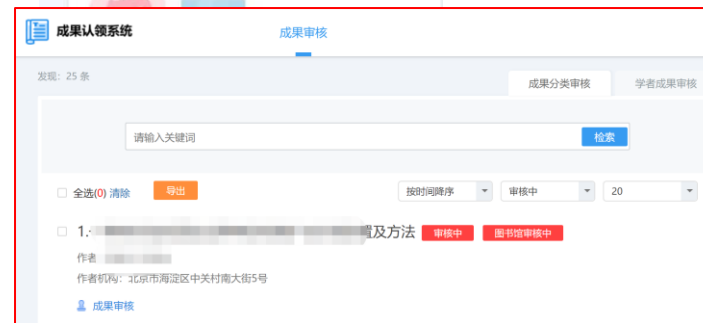 成果认领系统
成果审核
发现: 25 条
成果分类审核
学者成果审核
请输入关键词
检索
全选(0) 清除
导出
按时间降序
审核中
20
1.
置及方法 审核中 图书馆审核中
作者
作者机构: 北京市海淀区中关村南大街5号
成果审核